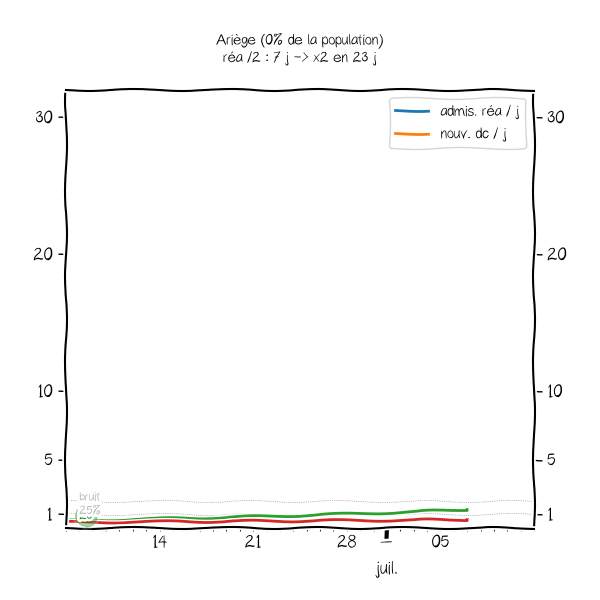 Ariège (0% de la population)
réa /2 : 7 j -> x2 en 23 j
admis. réa / j
nouv. dc / j
30
30
20
20
10
10
5
5
bruit
25%
1
1
14
21
28
1
05
juil.